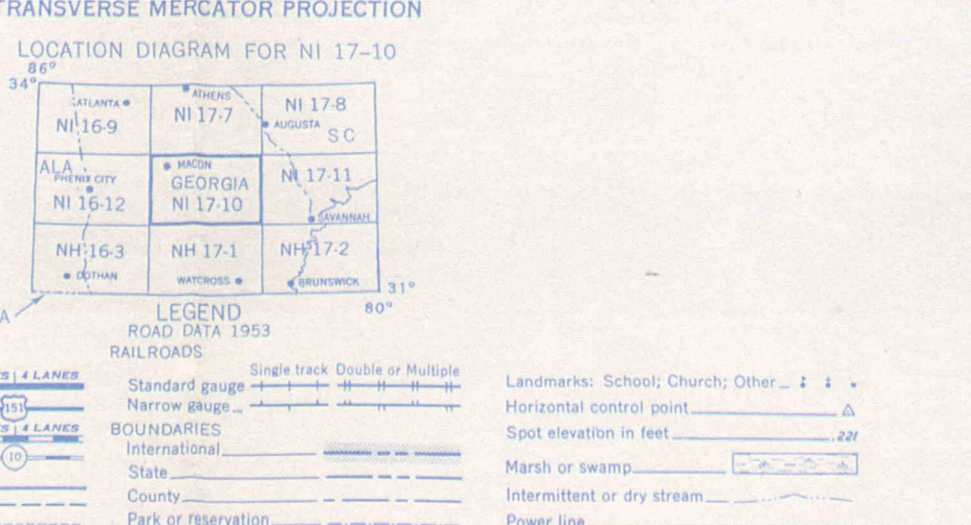 TRANSVERSE MERCATOR PROJECTION
LOCATION DIAGRAM FOR NI 17-10
86°
34°
ATLANTA
ATHENS
NI 16-9
NI 17-7
NI 17-8
AUGUSTA
S C
ALA
PHENIX CITY
NI 16-12
MACON
GEORGIA
NI 17-10
NI 17-11
SAVANNAH
NH 16-3
NH 17-1
NH 17-2
DOTHAN
WATCROSS
BRUNSWICK
31°
80°
A
LEGEND
ROAD DATA 1953
RAILROADS
Single track Double or Multiple
Standard gauge
Narrow gauge
BOUNDARIES
International
State
County
Park or reservation
S 4 LANES
151
S 4 LANES
10
Landmarks: School; Church; Other
Horizontal control point
Spot elevation in feet .221
Marsh or swamp
Intermittent or dry stream
Power line